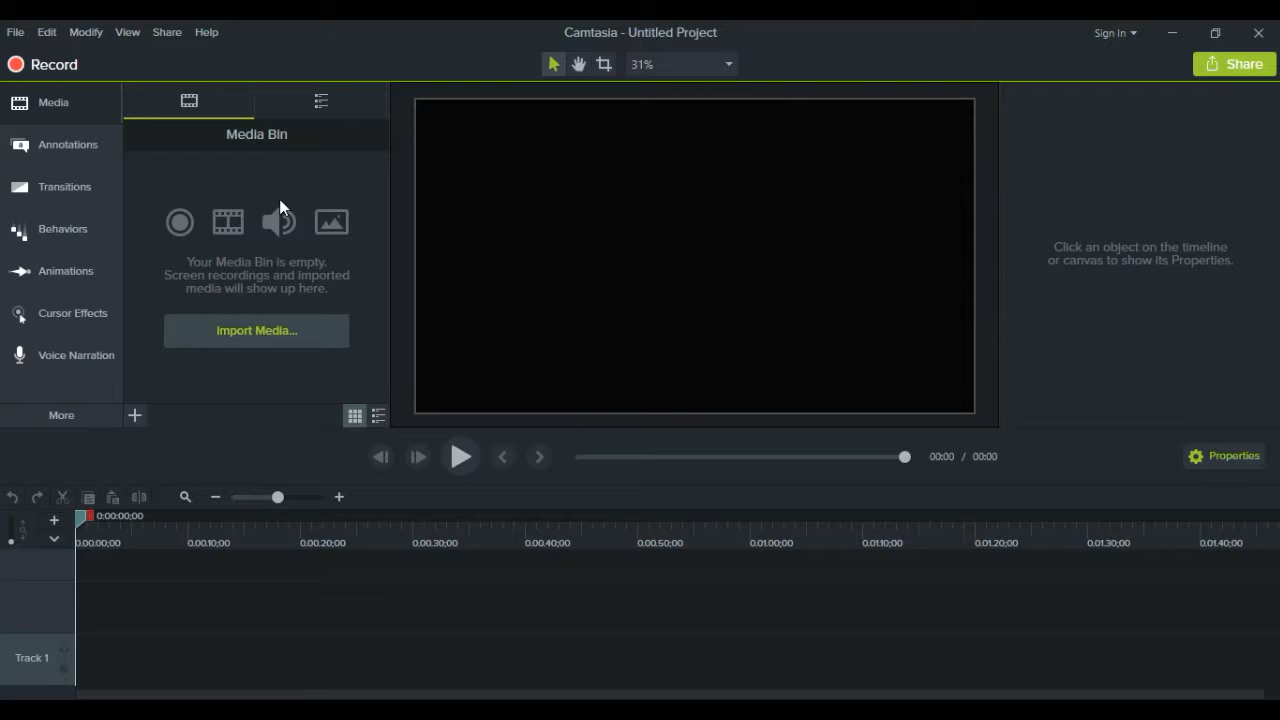 File Edit Modify View Share Help
Camtasia - Untitled Project
Sign In
Record
31%
Share
Media
Annotations
Transitions
Behaviors
Animations
Cursor Effects
Voice Narration
More
Media Bin
Your Media Bin is empty.
Screen recordings and imported
media will show up here.
Import Media...
Click an object on the timeline
or canvas to show its Properties.
00:00 / 00:00
Properties
0:00:00;00
0:00:00;00 0:00:10;00 0:00:20;00 0:00:30;00 0:00:40;00 0:00:50;00 0:01:00;00 0:01:10;00 0:01:20;00 0:01:30;00 0:01:40;00
Track 1